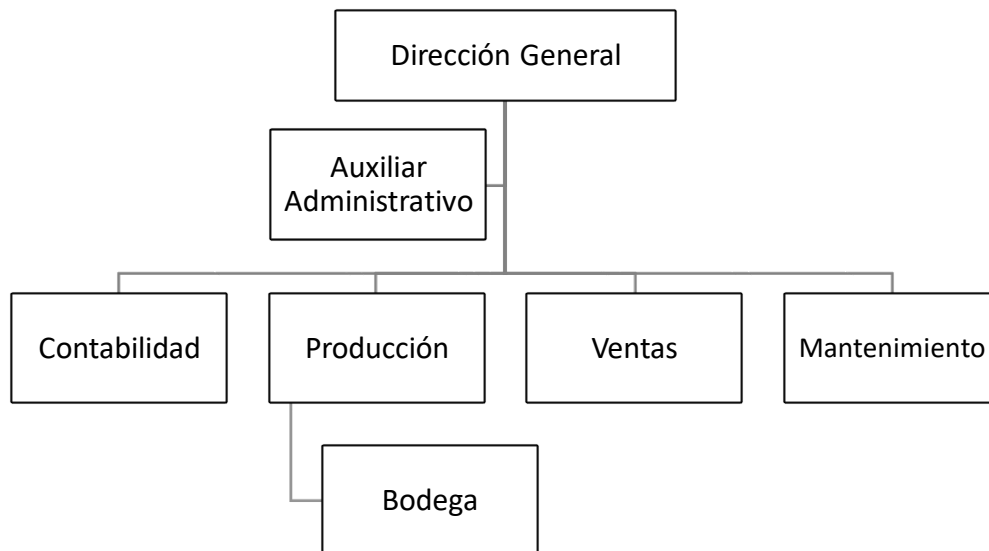 Dirección General
Auxiliar
Administrativo
Contabilidad
Producción
Ventas
Mantenimiento
Bodega